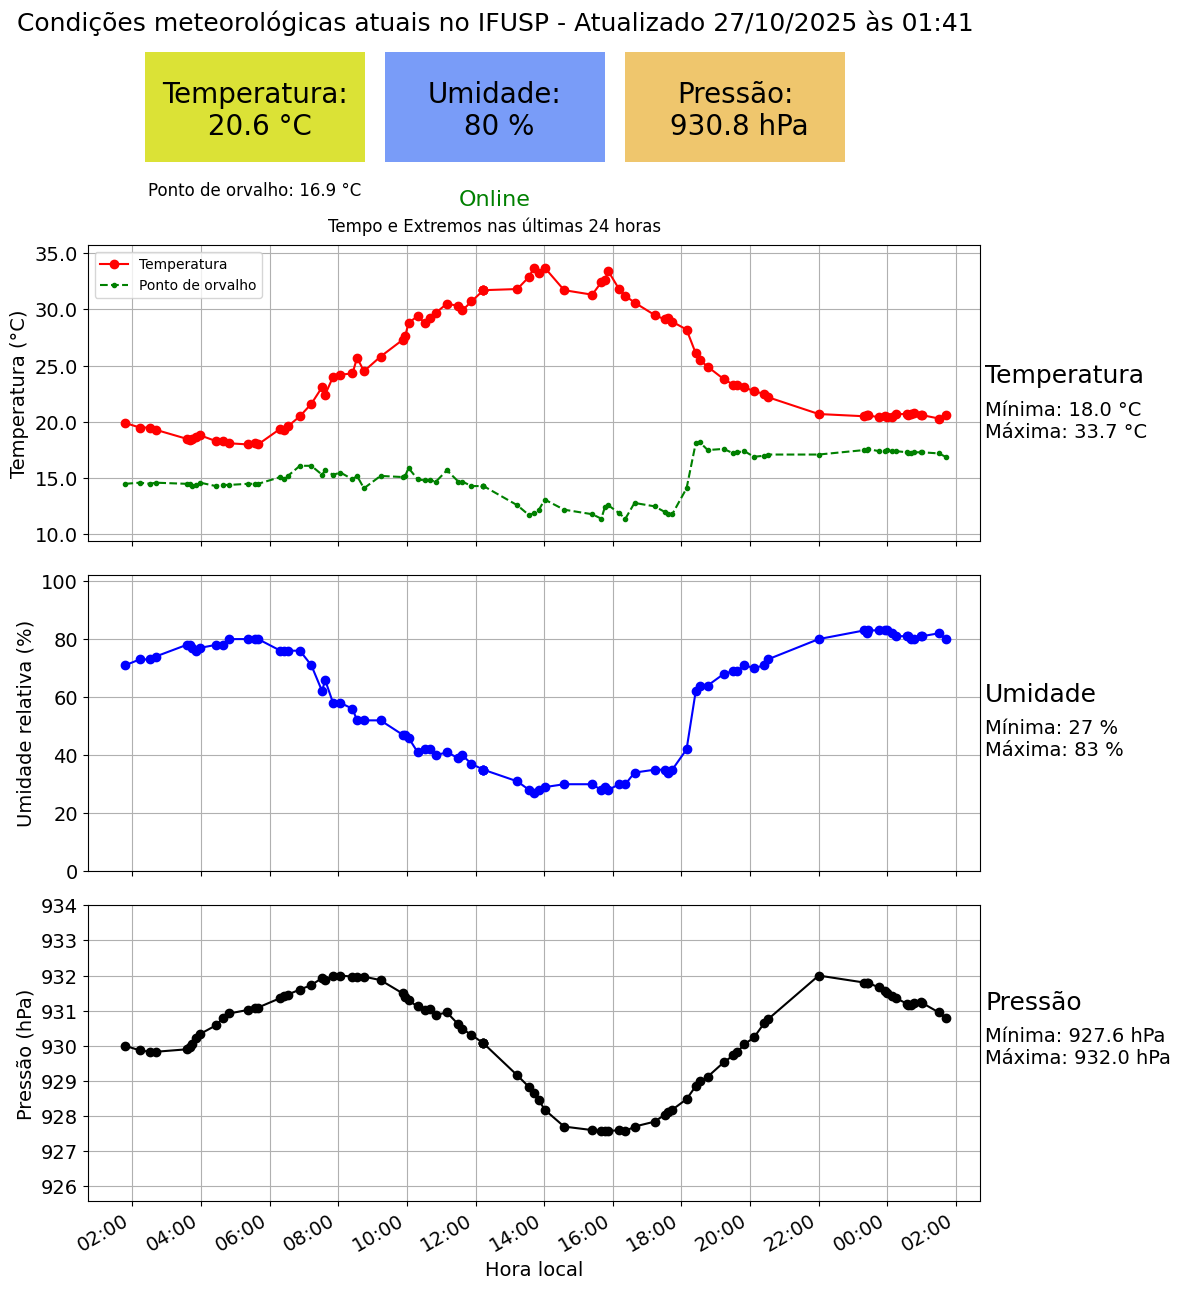 Condições meteorológicas atuais no IFUSP - Atualizado 27/10/2025 às 01:41
Temperatura:
20.6 °C
Umidade:
80 %
Pressão:
930.8 hPa
Ponto de orvalho: 16.9 °C
Online
Tempo e Extremos nas últimas 24 horas
35.0
30.0
25.0
20.0
15.0
10.0
Temperatura (°C)
Temperatura
Ponto de orvalho
Temperatura
Mínima: 18.0 °C
Máxima: 33.7 °C
100
80
60
40
20
0
Umidade relativa (%)
Umidade
Mínima: 27 %
Máxima: 83 %
934
933
932
931
930
929
928
927
926
Pressão (hPa)
Pressão
Mínima: 927.6 hPa
Máxima: 932.0 hPa
02:00
04:00
06:00
08:00
10:00
12:00
14:00
16:00
18:00
20:00
22:00
00:00
02:00
Hora local